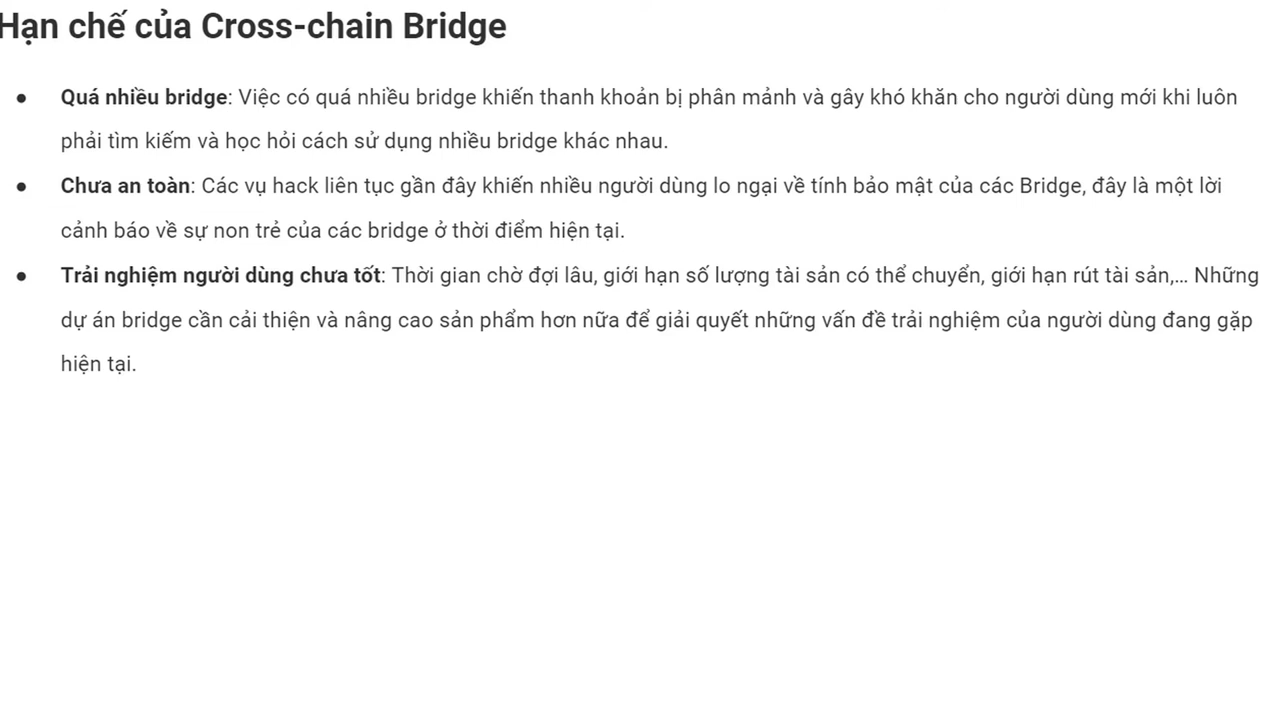 Hạn chế của Cross-chain Bridge
● Quá nhiều bridge: Việc có quá nhiều bridge khiến thanh khoản bị phân mảnh và gây khó khăn cho người dùng mới khi luôn
phải tìm kiếm và học hỏi cách sử dụng nhiều bridge khác nhau.
● Chưa an toàn: Các vụ hack liên tục gần đây khiến nhiều người dùng lo ngại về tính bảo mật của các Bridge, đây là một lời
cảnh báo về sự non trẻ của các bridge ở thời điểm hiện tại.
● Trải nghiệm người dùng chưa tốt: Thời gian chờ đợi lâu, giới hạn số lượng tài sản có thể chuyển, giới hạn rút tài sản,... Những
dự án bridge cần cải thiện và nâng cao sản phẩm hơn nữa để giải quyết những vấn đề trải nghiệm của người dùng đang gặp
hiện tại.